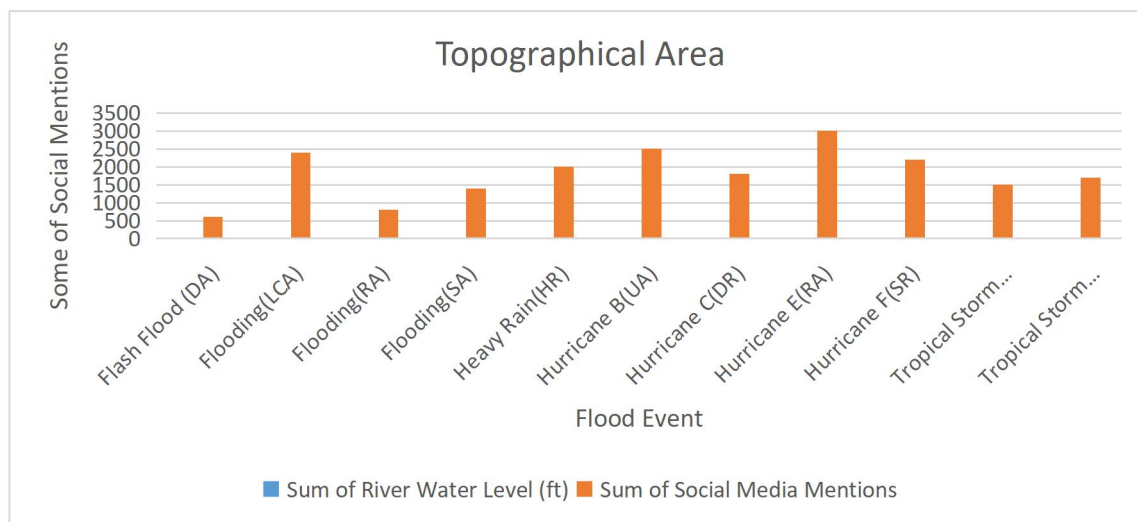 Topographical Area
Some of Social Mentions
3500
3000
2500
2000
1500
1000
500
0
Flash Flood (DA)
Flooding(LCA)
Flooding(RA)
Flooding(SA)
Heavy Rain(HR)
Hurricane B(UA)
Hurricane C(DR)
Hurricane E(RA)
Hurricane F(SR)
Tropical Storm...
Tropical Storm...
Flood Event
Sum of River Water Level (ft) Sum of Social Media Mentions